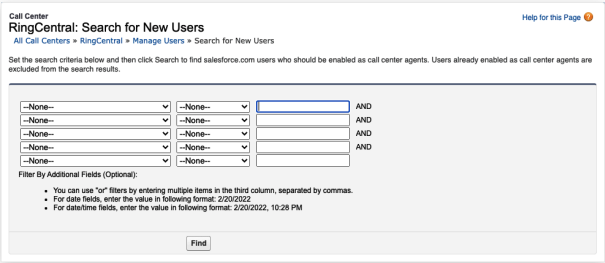 Call Center
Help for this Page
RingCentral: Search for New Users
All Call Centers » RingCentral » Manage Users » Search for New Users
Set the search criteria below and then click Search to find salesforce.com users who should be enabled as call center agents. Users already enabled as call center agents are
excluded from the search results.
--None-- --None-- AND
--None-- --None-- AND
--None-- --None-- AND
--None-- --None-- AND
--None-- --None--
Filter By Additional Fields (Optional):
• You can use "or" filters by entering multiple items in the third column, separated by commas.
• For date fields, enter the value in following format: 2/20/2022
• For date/time fields, enter the value in following format: 2/20/2022, 10:28 PM
Find